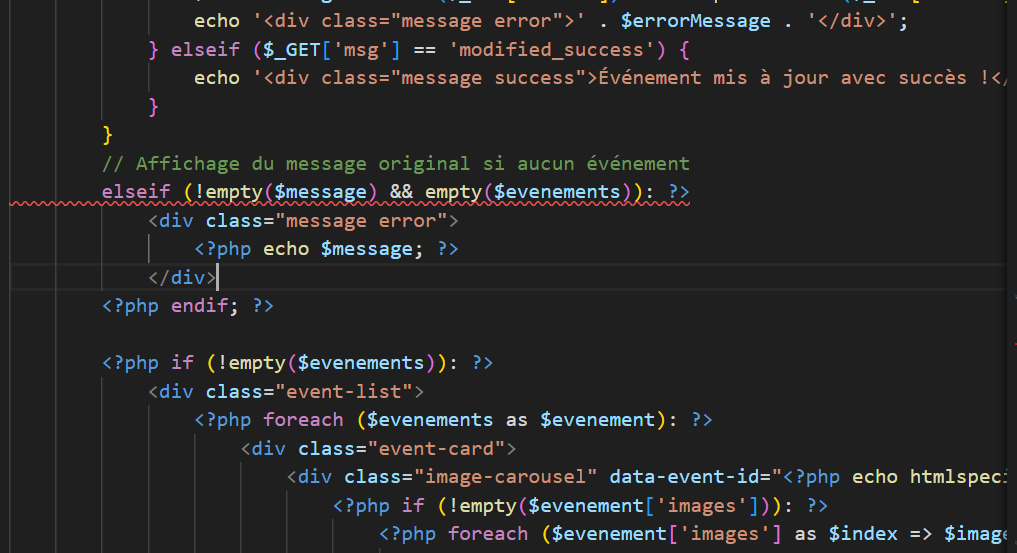 echo '<div class="message error">' . $errorMessage . '</div>';
} elseif ($_GET['msg'] == 'modified_success') {
echo '<div class="message success">Événement mis à jour avec succès !</
}
}
// Affichage du message original si aucun événement
elseif (!empty($message) && empty($evenements)): ?>
<div class="message error">
<?php echo $message; ?>
</div>
<?php endif; ?>
<?php if (!empty($evenements)): ?>
<div class="event-list">
<?php foreach ($evenements as $evenement): ?>
<div class="event-card">
<div class="image-carousel" data-event-id="<?php echo htmlspeci
<?php if (!empty($evenement['images'])): ?>
<?php foreach ($evenement['images'] as $index => $image